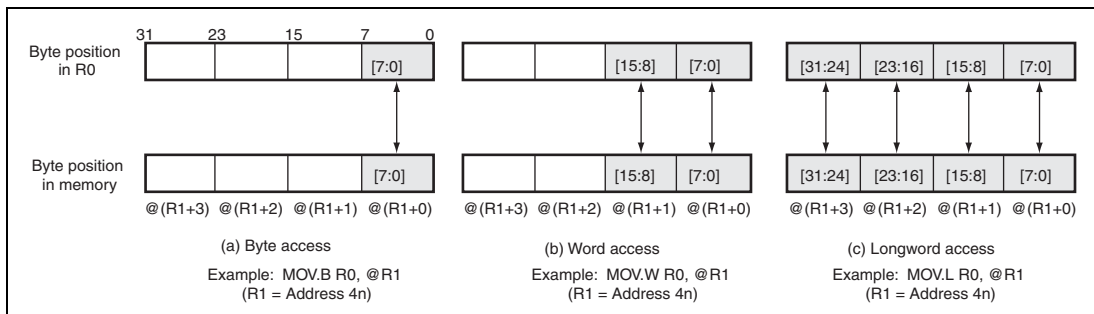 31 23 15 7 0
Byte position in R0
[7:0]
[15:8] [7:0]
[31:24] [23:16] [15:8] [7:0]
Byte position in memory
[7:0]
[15:8] [7:0]
[31:24] [23:16] [15:8] [7:0]
@(R1+3) @(R1+2) @(R1+1) @(R1+0)
@(R1+3) @(R1+2) @(R1+1) @(R1+0)
@(R1+3) @(R1+2) @(R1+1) @(R1+0)
(a) Byte access
Example: MOV.B R0, @R1
(R1 = Address 4n)
(b) Word access
Example: MOV.W R0, @R1
(R1 = Address 4n)
(c) Longword access
Example: MOV.L R0, @R1
(R1 = Address 4n)